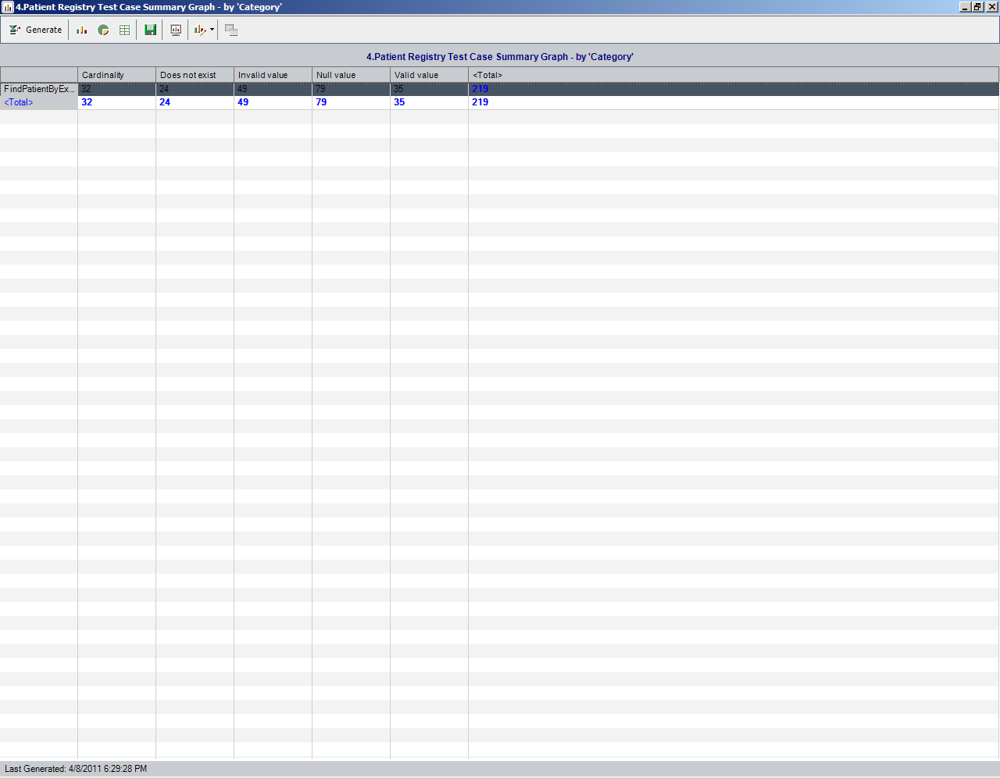 4.Patient Registry Test Case Summary Graph - by 'Category'
Generate
4.Patient Registry Test Case Summary Graph - by 'Category'
Cardinality Does not exist Invalid value Null value Valid value <Total>
FindPatientByEx... 32 24 49 79 35 219
<Total> 32 24 49 79 35 219
Last Generated: 4/8/2011 6:29:28 PM